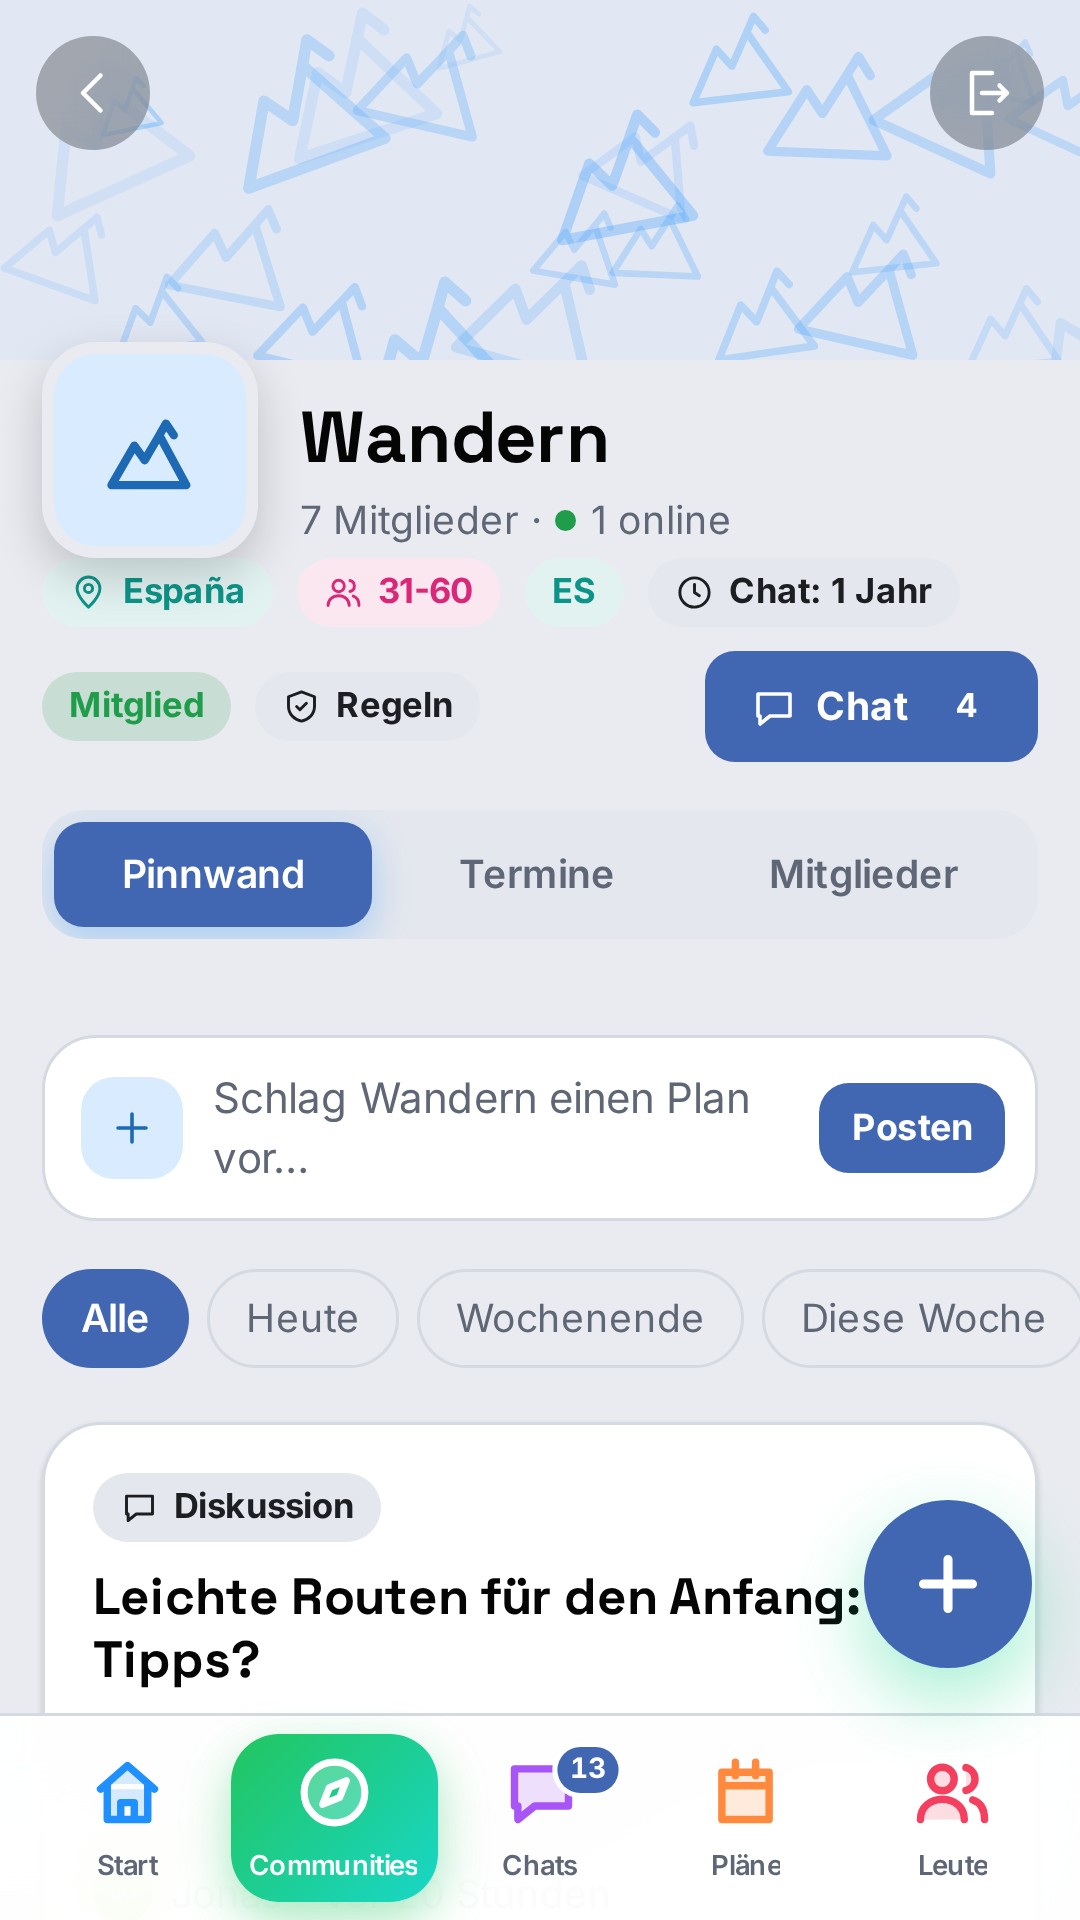 Wandern
7 Mitglieder · 1 online
España
31-60
ES
Chat: 1 Jahr
Mitglied
Regeln
Chat 4
Pinnwand
Termine
Mitglieder
Schlag Wandern einen Plan
vor...
Posten
Alle
Heute
Wochenende
Diese Woche
Diskussion
Leichte Routen für den Anfang:
Tipps?
13
Start
Communities
Chats
Pläne
Leute
Stunden